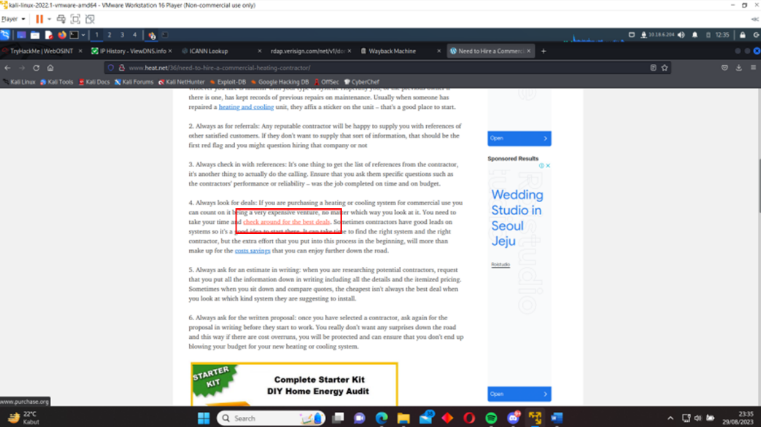 kali-linux-2022.1-vmware-amd64 - VMware Workstation 16 Player (Non-commercial use only)
Player
1 2 3 4
10.18.4.204 12:35
TryHackMe | WebOSINT
IP History - ViewDNS.info
ICANN Lookup
rdap.verisign.com/net/v1/do
Wayback Machine
Need to Hire a Commerci
www.heat.net/36/need-to-hire-a-commercial-heating-contractor/
Kali Linux Kali Tools Kali Docs Kali Forums Kali NetHunter Exploit-DB Google Hacking DB OffSec CyberChef
there is one, has kept records of previous repairs on maintenance. Usually when someone has
repaired a heating and cooling unit, they affix a sticker on the unit – that's a good place to start.
2. Always as for referrals: Any reputable contractor will be happy to supply you with references of
other satisfied customers. If they don't want to supply that sort of information, that should be the
first red flag and you might question hiring that company or not
3. Always check in with references: It's one thing to get the list of references from the contractor,
it's another thing to actually do the calling. Ensure that you ask them specific questions such as
the contractors' performance or reliability – was the job completed on time and on budget.
4. Always look for deals: If you are purchasing a heating or cooling system for commercial use you
can count on it being a very expensive venture, no matter which way you look at it. You need to
take your time and check around for the best deals. Sometimes contractors have good leads on
systems so it's a good idea to start there. It can take time to find the right system and the right
contractor, but the extra effort that you put into this process in the beginning, will more than
make up for the costs savings that you can enjoy further down the road.
5. Always ask for an estimate in writing: when you are researching potential contractors, request
that you put all the information down in writing including all the details and the itemized pricing.
Sometimes when you sit down and compare quotes, the cheapest isn't always the best deal when
you look at which kind system they are suggesting to install.
6. Always ask for the written proposal: once you have selected a contractor, ask again for the
proposal in writing before they start to work. You really don't want any surprises down the road
and this way if there are cost overruns, you will be protected and can ensure that you don't end up
blowing your budget for your new heating or cooling system.
STARTER
KIT
Complete Starter Kit
DIY Home Energy Audit
Open
Sponsored Results
Wedding
Studio in
Seoul
Jeju
Roistudio
Open
www.purchase.org
22°C
Kabut
Search
23:35
29/08/2023